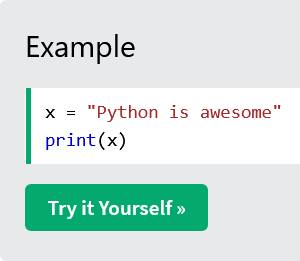 Example
x = "Python is awesome"
print(x)
Try it Yourself »